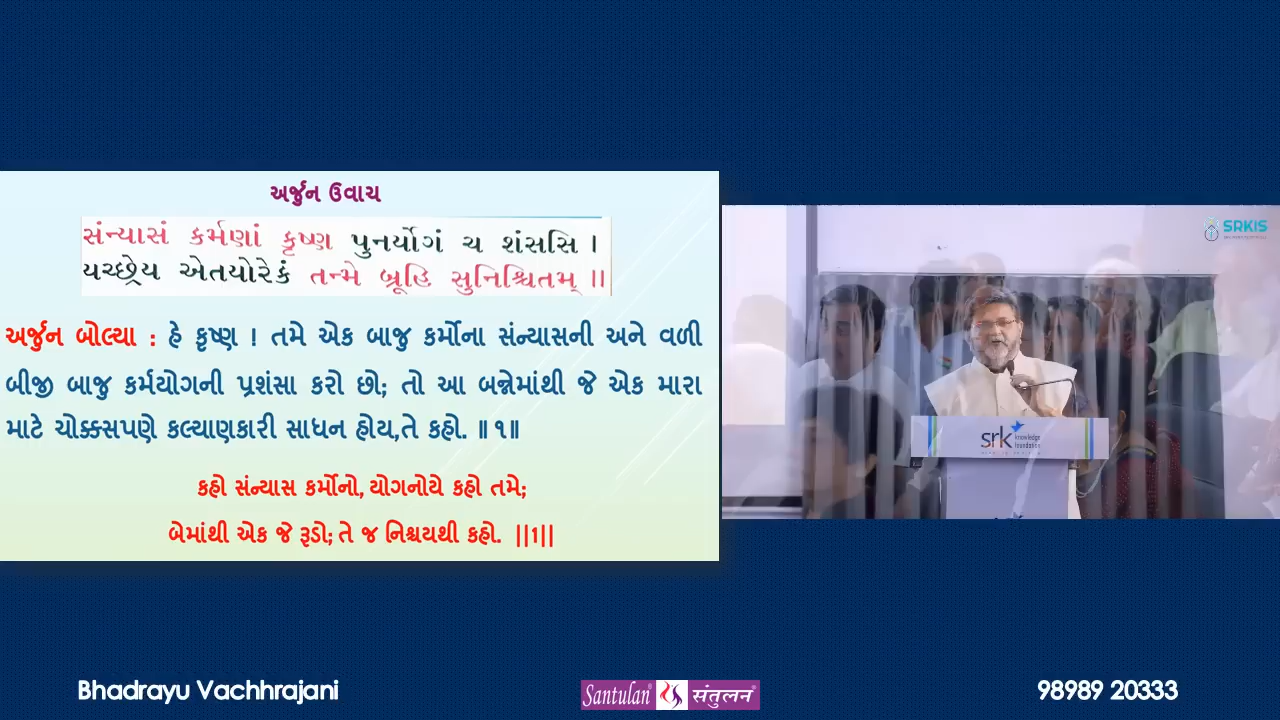 અર્જુન ઉવાચ
સંન્યાસં કર્મણાં કૃષ્ણ પુનર્યોગં ચ શંસસિ ।
યચ્છ્રેય એતયોરેકં તન્મે બ્રૂહિ સુનિશ્ચિતમ્ ।।
અર્જુન બોલ્યા : હે કૃષ્ણ ! તમે એક બાજુ કર્મોના સંન્યાસની અને વળી
બીજી બાજુ કર્મયોગની પ્રશંસા કરો છો; તો આ બન્નેમાંથી જે એક મારા
માટે ચોક્સપણે કલ્યાણકારી સાધન હોય,તે કહો. ॥ ૧॥
કહો સંન્યાસ કર્મોનો, યોગનોયે કહો તમે;
બેમાંથી એક જે રૂડો; તે જ નિશ્ચયથી કહો. ||1||
SRKIS
srk knowledge
foundation
Bhadrayu Vachhrajani
Santulan સંતુલન
98989 20333